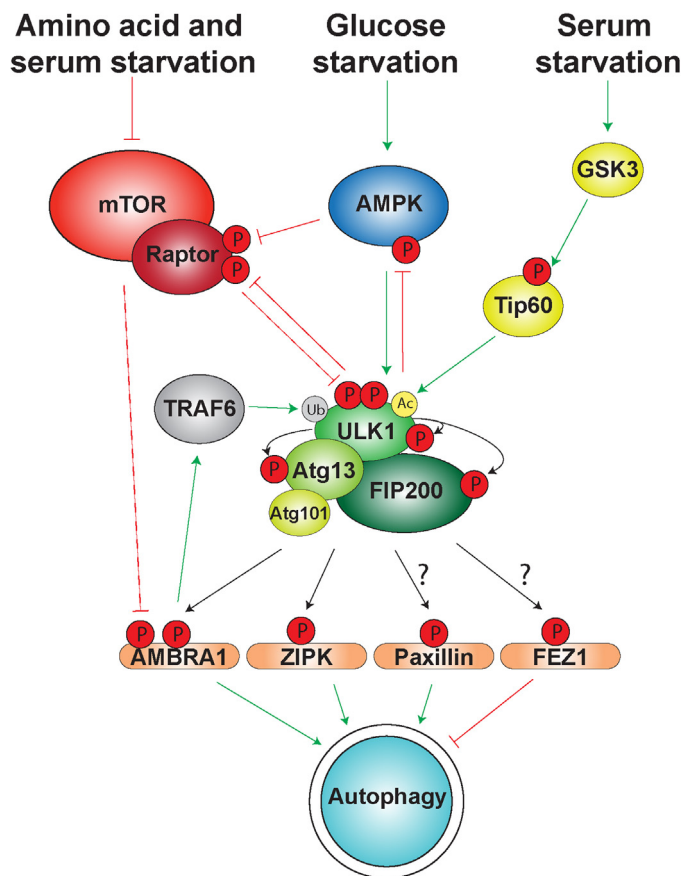 Amino acid and
serum starvation
Glucose
starvation
Serum
starvation
mTOR
Raptor
P
P
AMPK
P
GSK3
P
Tip60
TRAF6
Ub
P
P
Ac
ULK1
P
P
Atg13
FIP200
P
Atg101
?
?
P
P
AMBRA1
P
ZIPK
P
Paxillin
P
FEZ1
Autophagy